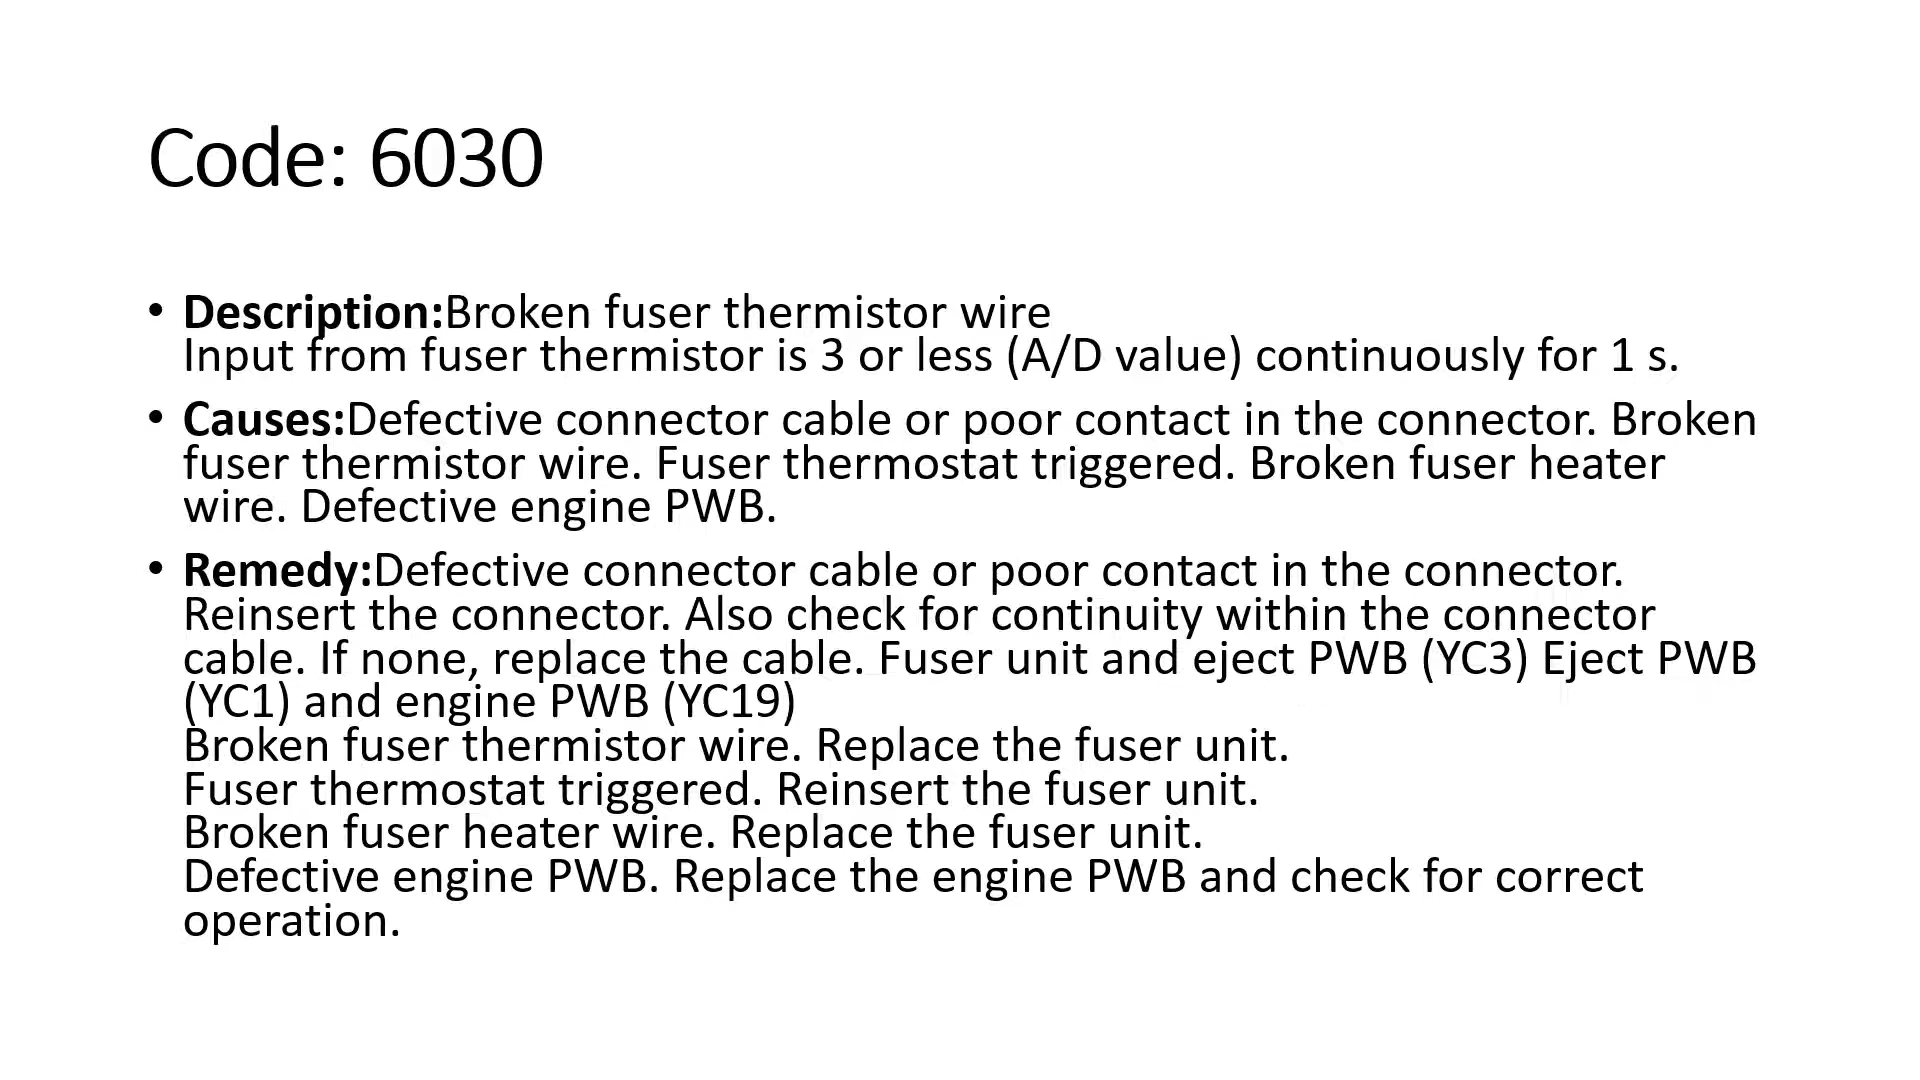 Code: 6030
• Description:Broken fuser thermistor wire
Input from fuser thermistor is 3 or less (A/D value) continuously for 1 s.
• Causes:Defective connector cable or poor contact in the connector. Broken
fuser thermistor wire. Fuser thermostat triggered. Broken fuser heater
wire. Defective engine PWB.
• Remedy:Defective connector cable or poor contact in the connector.
Reinsert the connector. Also check for continuity within the connector
cable. If none, replace the cable. Fuser unit and eject PWB (YC3) Eject PWB
(YC1) and engine PWB (YC19)
Broken fuser thermistor wire. Replace the fuser unit.
Fuser thermostat triggered. Reinsert the fuser unit.
Broken fuser heater wire. Replace the fuser unit.
Defective engine PWB. Replace the engine PWB and check for correct
operation.